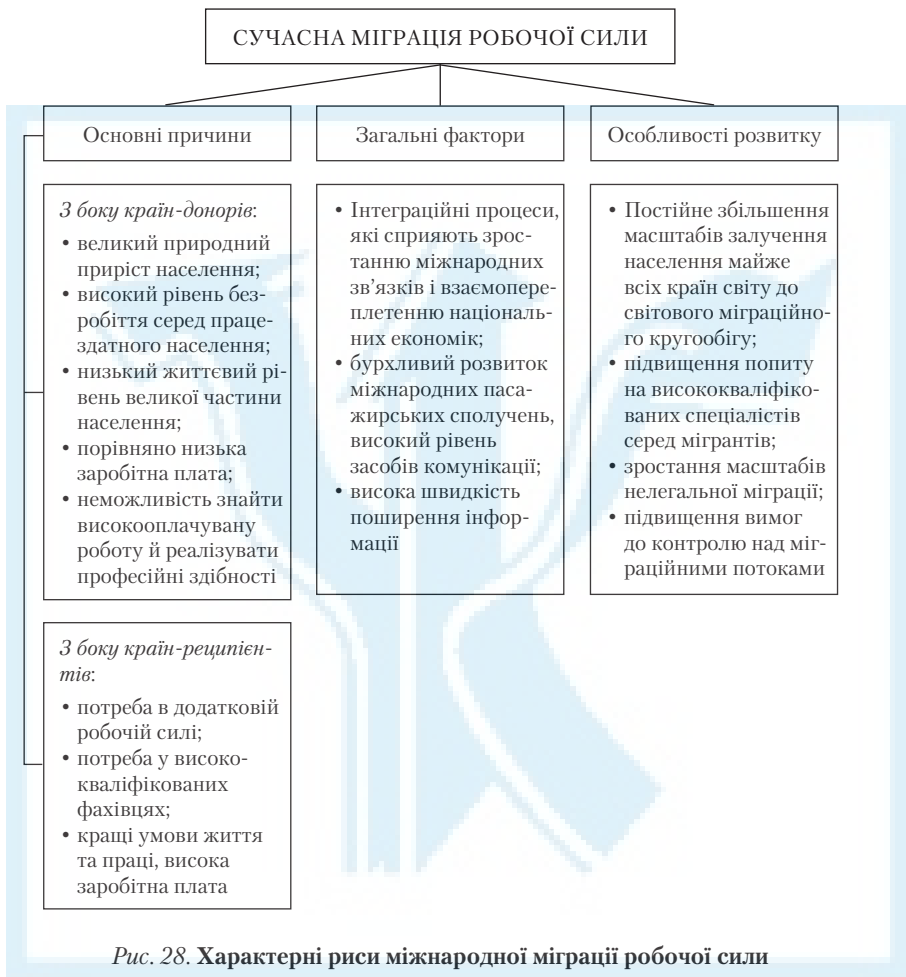 СУЧАСНА МІГРАЦІЯ РОБОЧОЇ СИЛИ
Основні причини
З боку країн-донорів:
• великий природний
приріст населення;
• високий рівень без-
робіття серед праце-
здатного населення;
• низький життєвий рі-
вень великої частини
населення;
• порівняно низька
заробітна плата;
• неможливість знайти
високооплачувану
роботу й реалізувати
професійні здібності
З боку країн-реципієн-
тів:
• потреба в додатковій
робочій силі;
• потреба у високо-
кваліфікованих
фахівцях;
• кращі умови життя
та праці, висока
заробітна плата
Загальні фактори
• Інтеграційні процеси,
які сприяють зрос-
танню міжнародних
зв'язків і взаємопере-
плетенню національ-
них економік;
• бурхливий розвиток
міжнародних паса-
жирських сполучень,
високий рівень
засобів комунікації;
• висока швидкість
поширення інфор-
мації
Особливості розвитку
• Постійне збільшення
масштабів залучення
населення майже
всіх країн світу до
світового міграційно-
го кругообігу;
• підвищення попиту
на висококваліфіко-
ваних спеціалістів
серед мігрантів;
• зростання масштабів
нелегальної міграції;
• підвищення вимог
до контролю над міг-
раційними потоками
Рис. 28. Характерні риси міжнародної міграції робочої сили